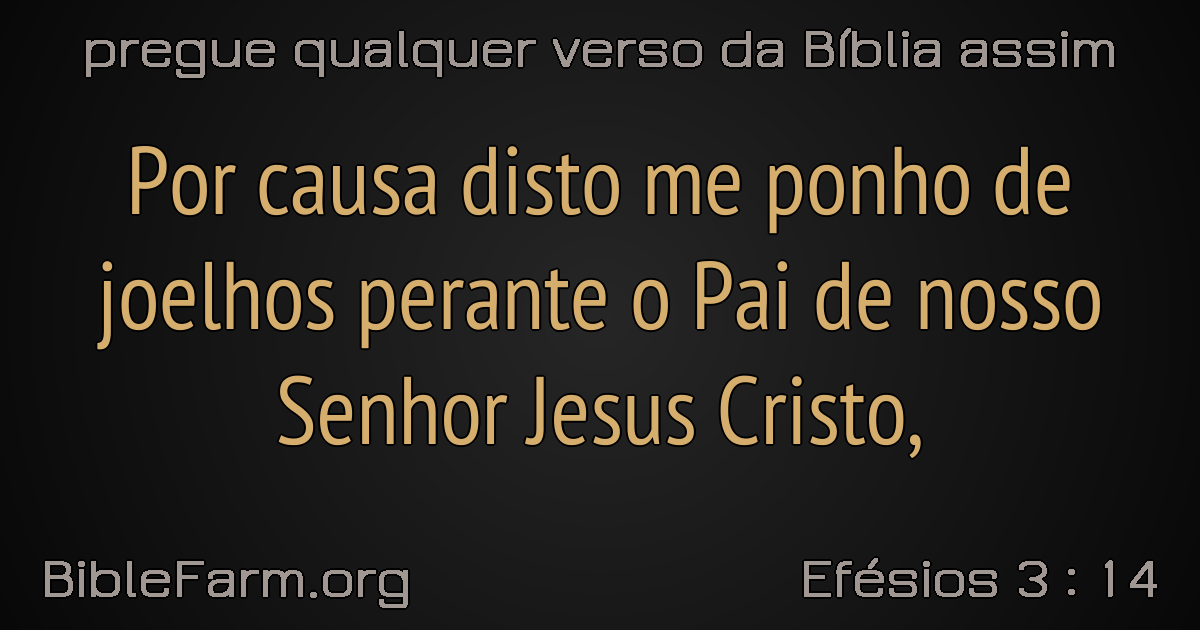 pregue qualquer verso da Bíblia assim
Por causa disto me ponho de
joelhos perante o Pai de nosso
Senhor Jesus Cristo,
BibleFarm.org
Efésios 3 : 14